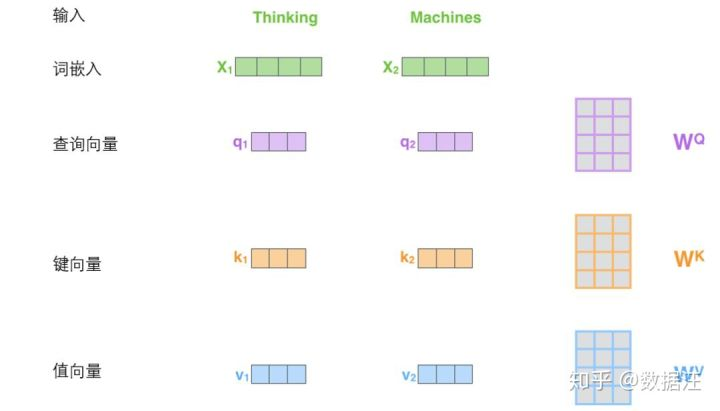 输入 Thinking Machines
词嵌入 X1 X2
查询向量 q1 q2 WQ
键向量 k1 k2 WK
值向量 v1 v2 WV
知乎 @数据汪